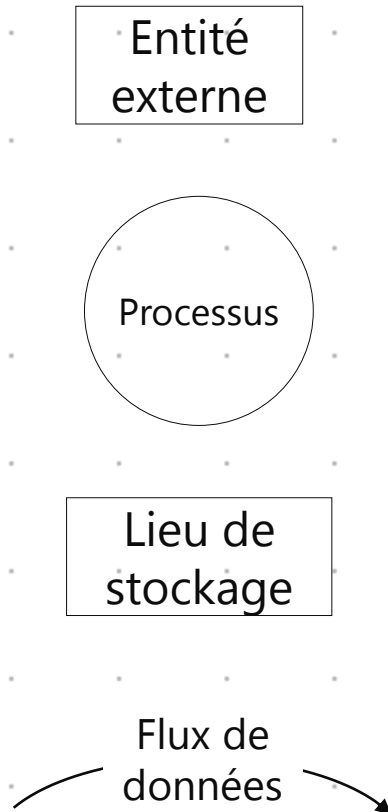 Entité
externe
Processus
Lieu de
stockage
Flux de
données